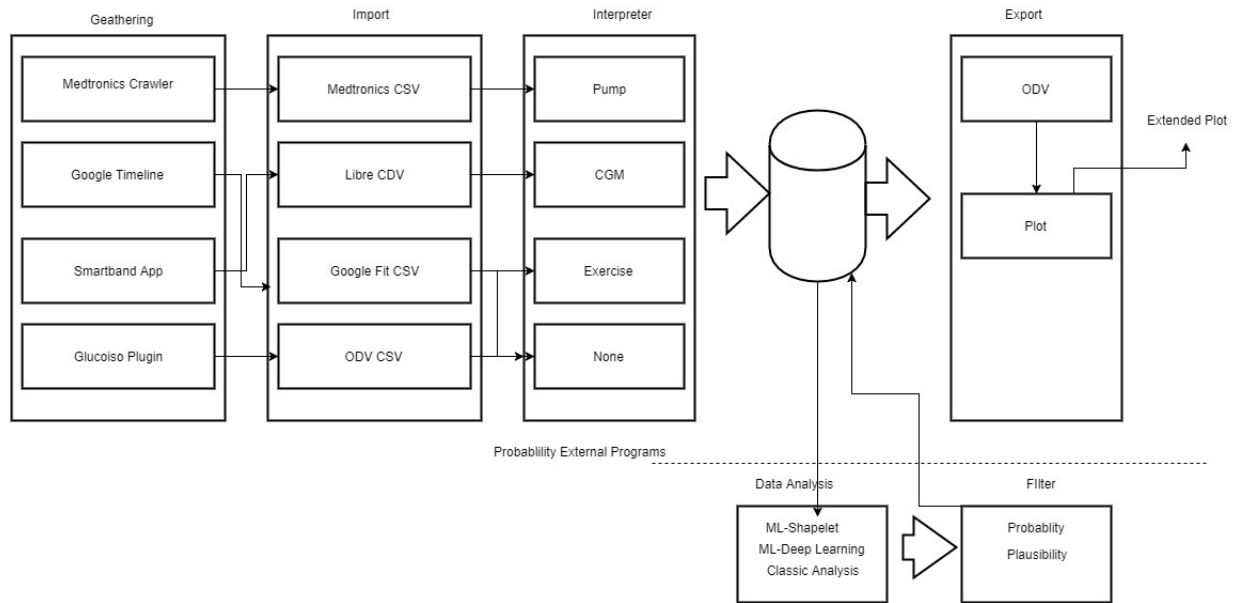 Geathering
Import
Interpreter
Export
Medtronics Crawler
Medtronics CSV
Pump
ODV
Extended Plot
Google Timeline
Libre CDV
CGM
Plot
Smartband App
Google Fit CSV
Exercise
Glucoiso Plugin
ODV CSV
None
Probablility External Programs
Data Analysis
FIlter
ML-Shapelet
ML-Deep Learning
Classic Analysis
Probablity
Plausibility